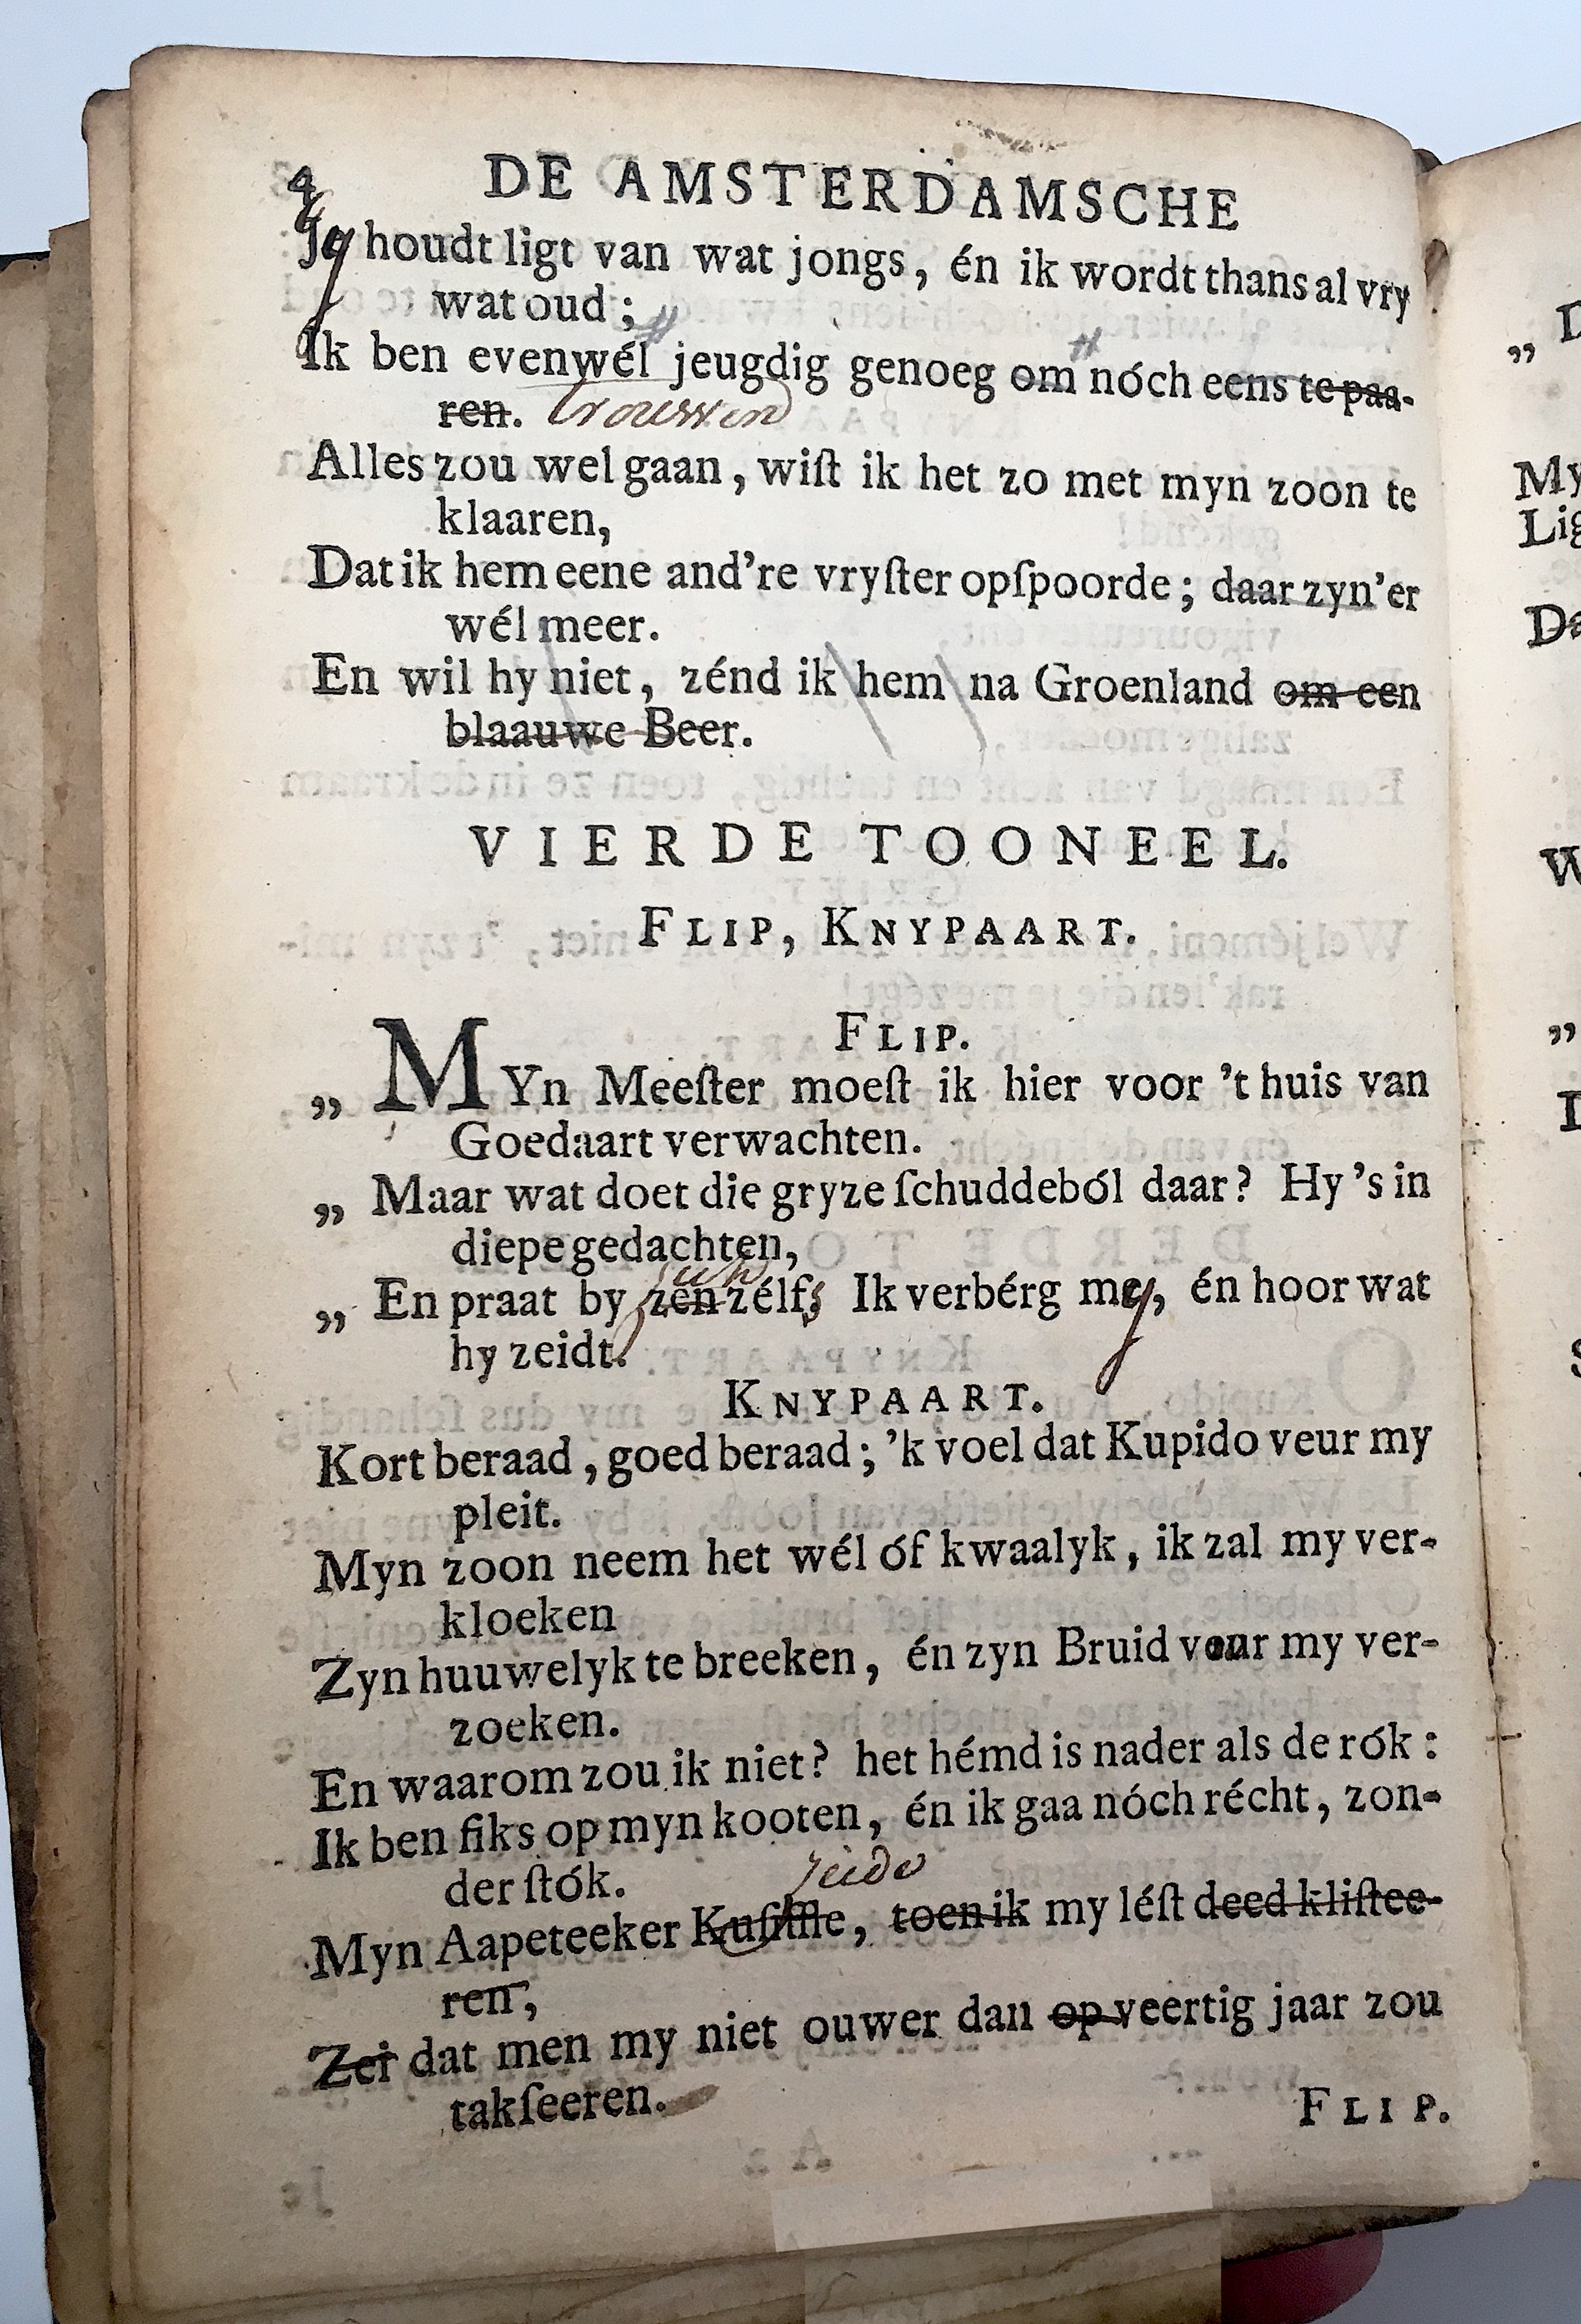 4 DE AMSTERDAMSCHE
Jy houdt ligt van wat jongs, én ik wordt thans al vry
wat oud;
Ik ben evenwél jeugdig genoeg om nóch eens te paa-
ren. trouwen
Alles zou wel gaan, wiſt ik het zo met myn zoon te
klaaren,
Dat ik hem eene and're vryſter opſpoorde; daar zyn'er
wél meer.
En wil hy niet, zénd ik hem na Groenland om een
blaauwe Beer.
VIERDE TOONEEL.
FLIP, KNYPAART.
FLIP.
„ MYn Meeſter moeſt ik hier voor 't huis van
Goedaart verwachten.
„ Maar wat doet die gryze ſchuddeból daar? Hy 's in
diepe gedachten,
sich
„ En praat by zen zélf; Ik verbérg my, én hoor wat
hy zeidt.
KNYPAART.
Kort beraad, goed beraad; 'k voel dat Kupido veur my
pleit.
Myn zoon neem het wél óf kwaalyk, ik zal my ver-
kloeken
Zyn huuwelyk te breeken, én zyn Bruid veur my ver-
zoeken.
En waarom zou ik niet? het hémd is nader als de rók:
Ik ben fiks op myn kooten, én ik gaa nóch récht, zon-
der ſtók.
zeide
Myn Aapeteeker , toen ik my léſt deed kliſtee-
ren,
Zei dat men my niet ouwer dan op veertig jaar zou
takſeeren.
FLIP.